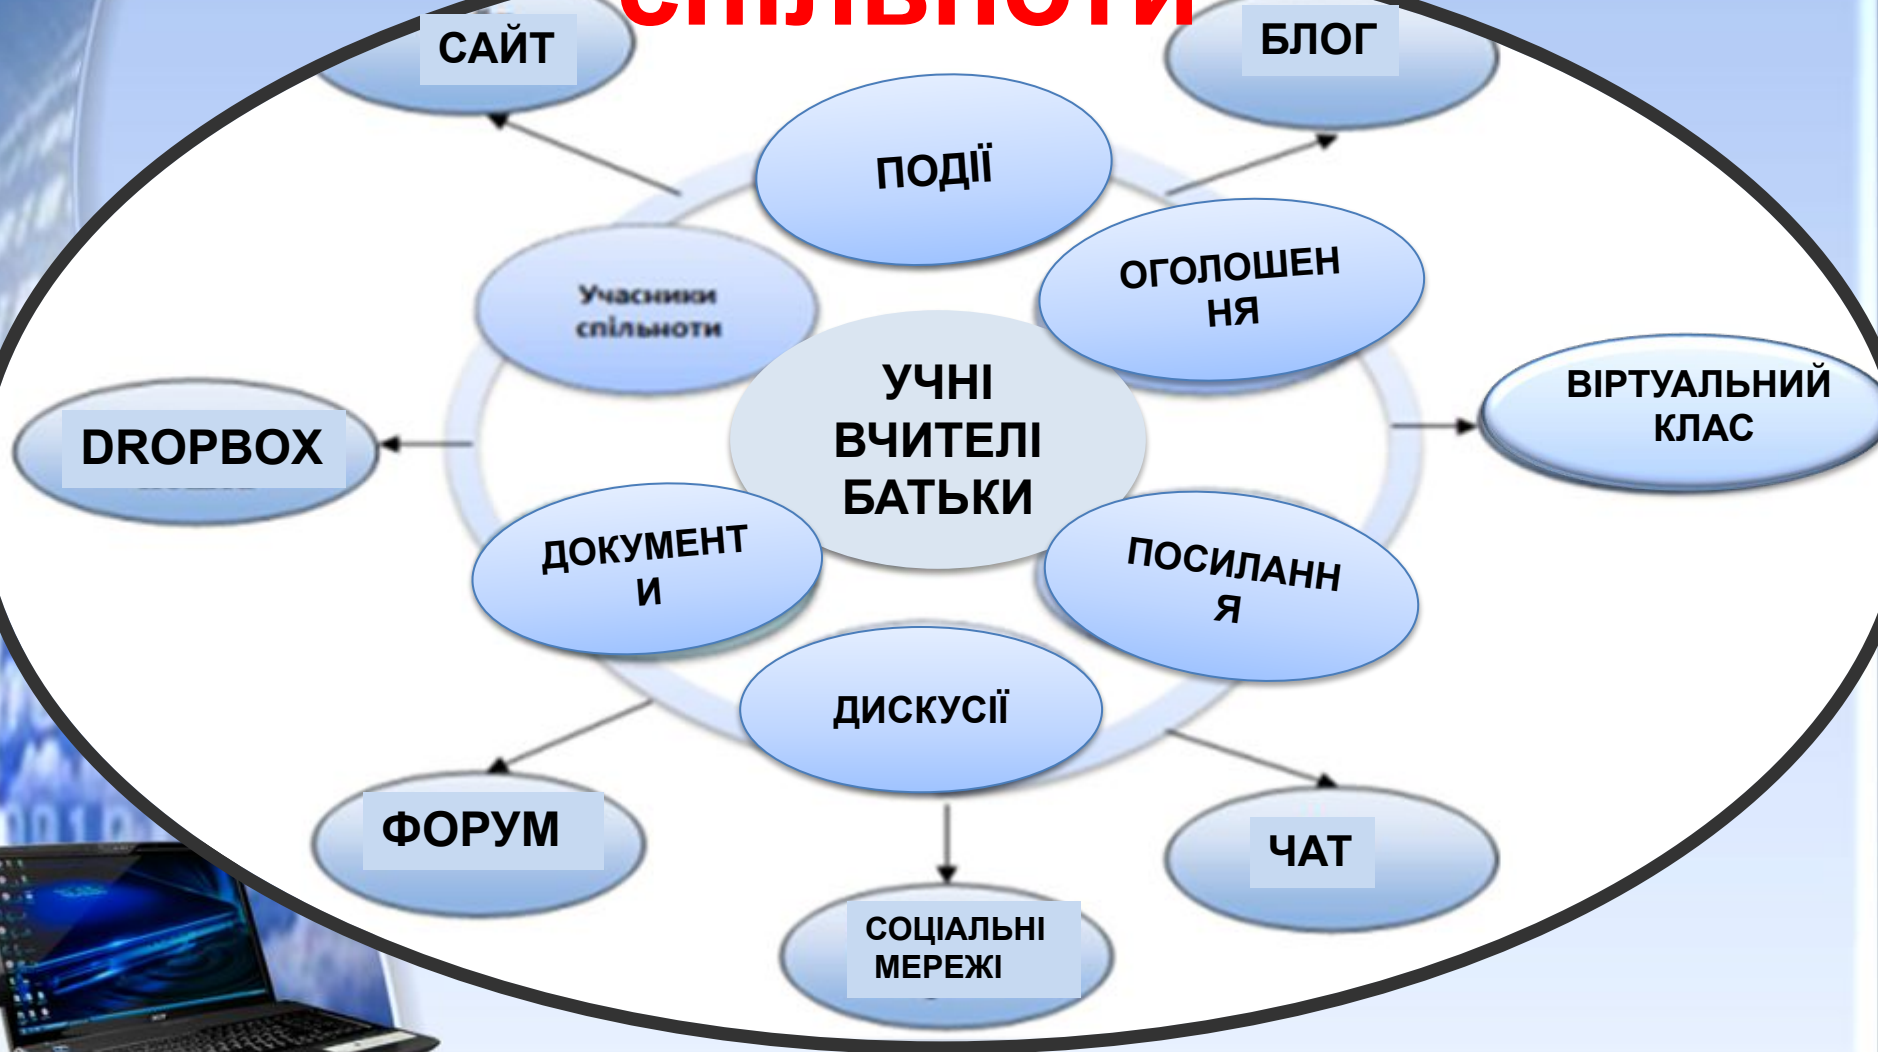 СПІЛЬНОТИ
САЙТ
БЛОГ
ПОДІЇ
ОГОЛОШЕН
НЯ
Учасники
спільноти
УЧНІ
ВЧИТЕЛІ
БАТЬКИ
ВІРТУАЛЬНИЙ
КЛАС
DROPBOX
ДОКУМЕНТ
И
ПОСИЛАНН
Я
ДИСКУСІЇ
ФОРУМ
ЧАТ
СОЦІАЛЬНІ
МЕРЕЖІ